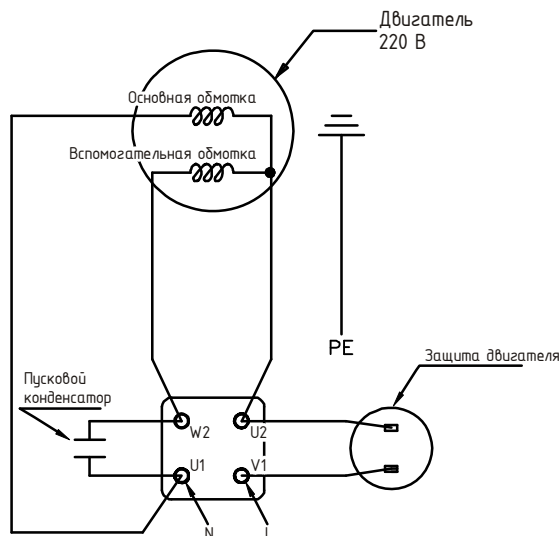 Двигатель
220 В
Основная обмотка
Вспомогательная обмотка
PE
Защита двигателя
Пусковой
конденсатор
W2
U2
U1
V1
N
L